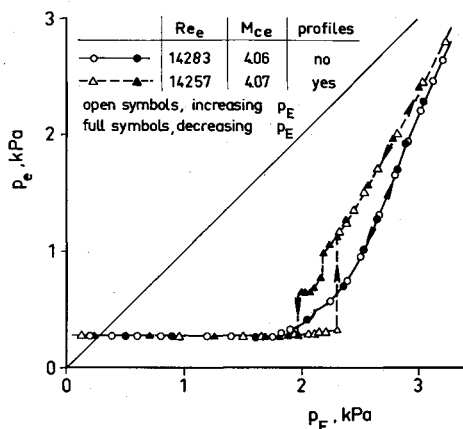 Re_e M_ce profiles
14283 4.06 no
14257 4.07 yes
open symbols, increasing p_E
full symbols, decreasing p_E
p_e, kPa
3
2
1
0
0 1 2 3
p_E, kPa